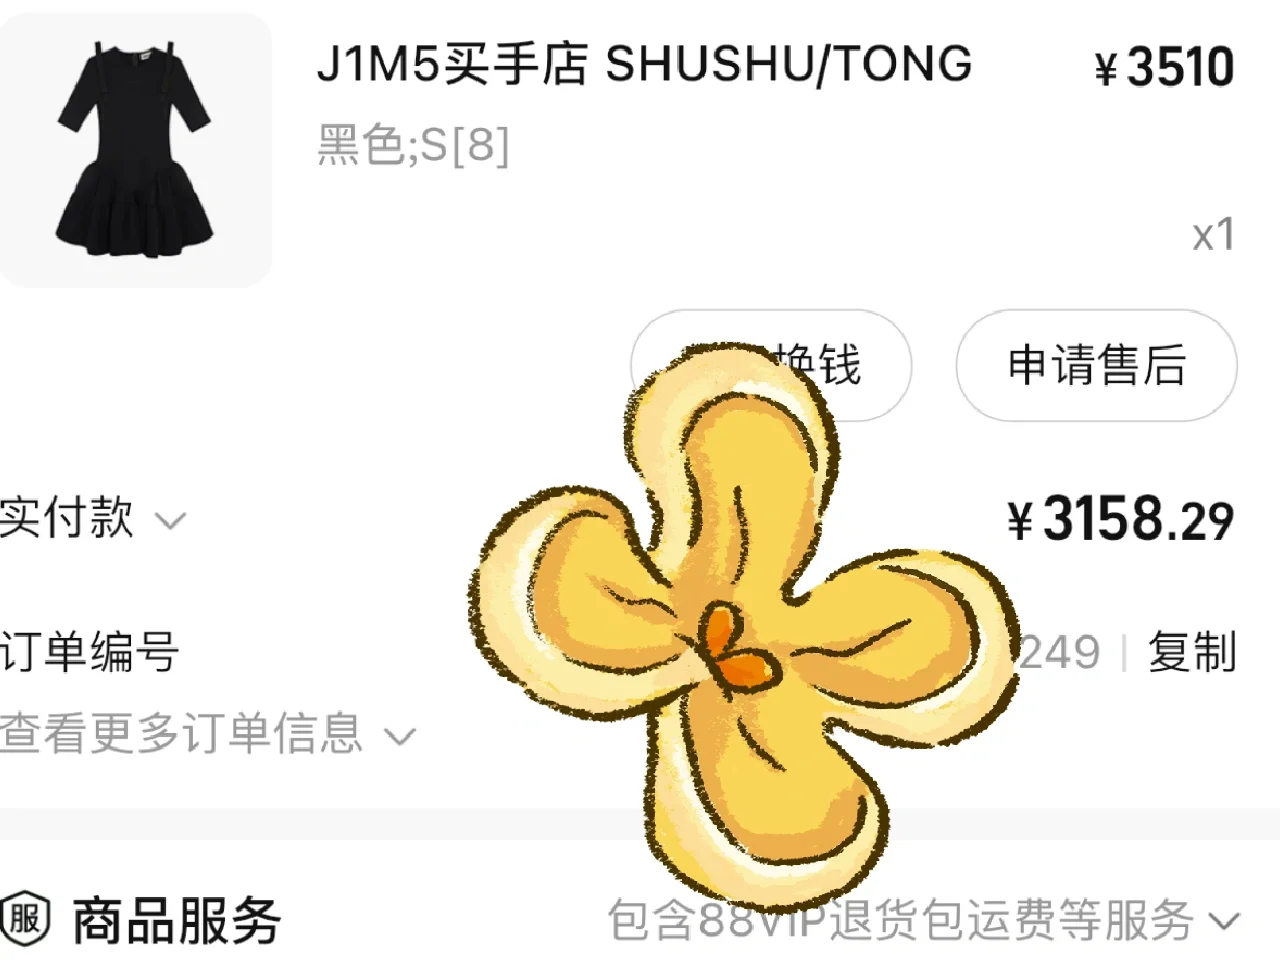 J1M5买手店 SHUSHU/TONG ¥3510
黑色;S[8]
x1
换钱 申请售后
实付款 ¥3158.29
订单编号 249 | 复制
查看更多订单信息
服 商品服务 包含88VIP退货包运费等服务